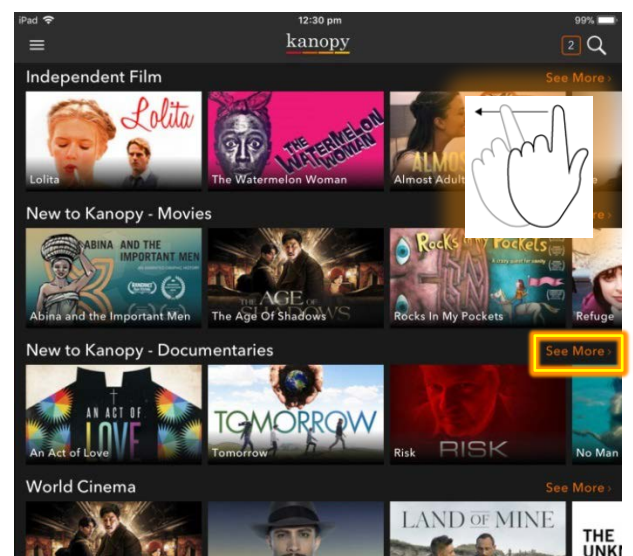 iPad 12:30 pm 99%
kanopy 2
Independent Film See More ›
Lolita
THE WATERMELON WOMAN
ALMOS
Lolita The Watermelon Woman Almost Adult
New to Kanopy - Movies
ABINA AND THE
IMPORTANT MEN
THE AGE OF SHADOWS
Rocks in My Pockets
Abina and the Important Men The Age Of Shadows Rocks In My Pockets Refuge
New to Kanopy - Documentaries See More ›
AN ACT OF
LOVE
TOMORROW
RISK
An Act of Love Tomorrow Risk No Man
World Cinema See More ›
LAND OF MINE
THE